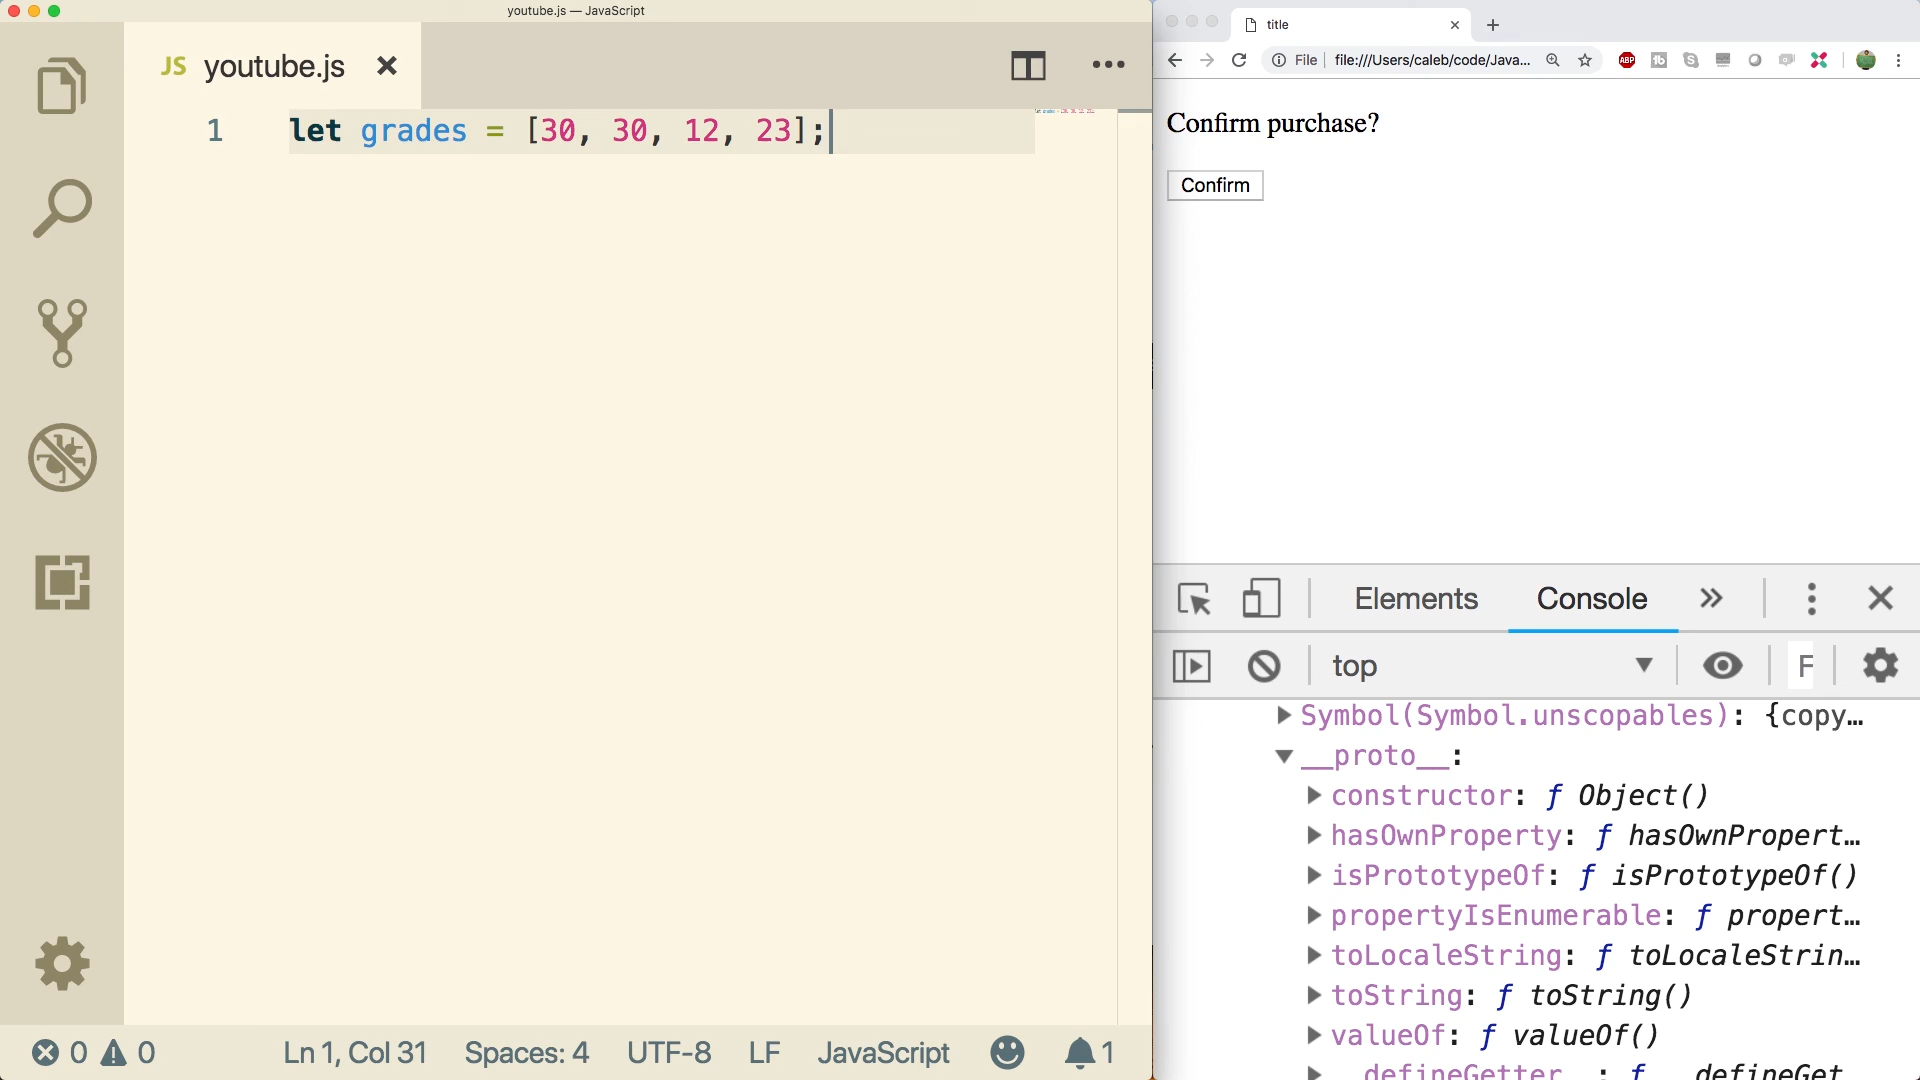 youtube.js — JavaScript
JS youtube.js
1 let grades = [30, 30, 12, 23];
0 0 Ln 1, Col 31 Spaces: 4 UTF-8 LF JavaScript 1
title
File file:///Users/caleb/code/Java...
ABP
Confirm purchase?
Confirm
Elements Console
top F
Symbol(Symbol.unscopables): {copy…
__proto__:
constructor: ƒ Object()
hasOwnProperty: ƒ hasOwnPropert…
isPrototypeOf: ƒ isPrototypeOf()
propertyIsEnumerable: ƒ propert…
toLocaleString: ƒ toLocaleStrin…
toString: ƒ toString()
valueOf: ƒ valueOf()
__defineGetter__: ƒ __defineGet…